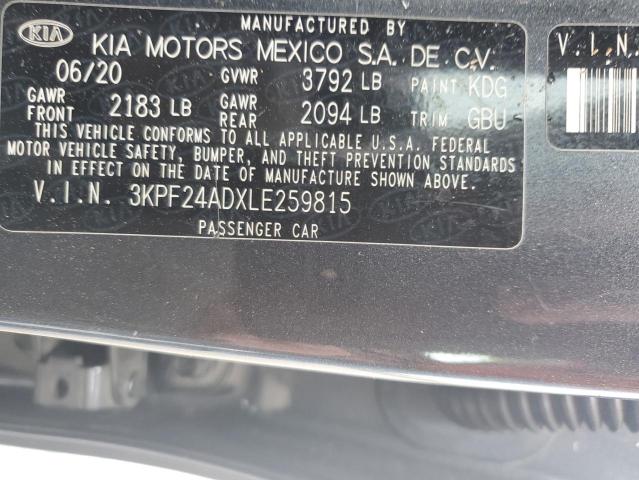 MANUFACTURED BY
KIA KIA MOTORS MEXICO S.A. DE C.V.
06/20 GVWR 3792 LB PAINT KDG
GAWR FRONT 2183 LB GAWR REAR 2094 LB TRIM GBU
THIS VEHICLE CONFORMS TO ALL APPLICABLE U.S.A. FEDERAL
MOTOR VEHICLE SAFETY, BUMPER, AND THEFT PREVENTION STANDARDS
IN EFFECT ON THE DATE OF MANUFACTURE SHOWN ABOVE
V.I.N. 3KPF24ADXLE259815
PASSENGER CAR
V.I.N.